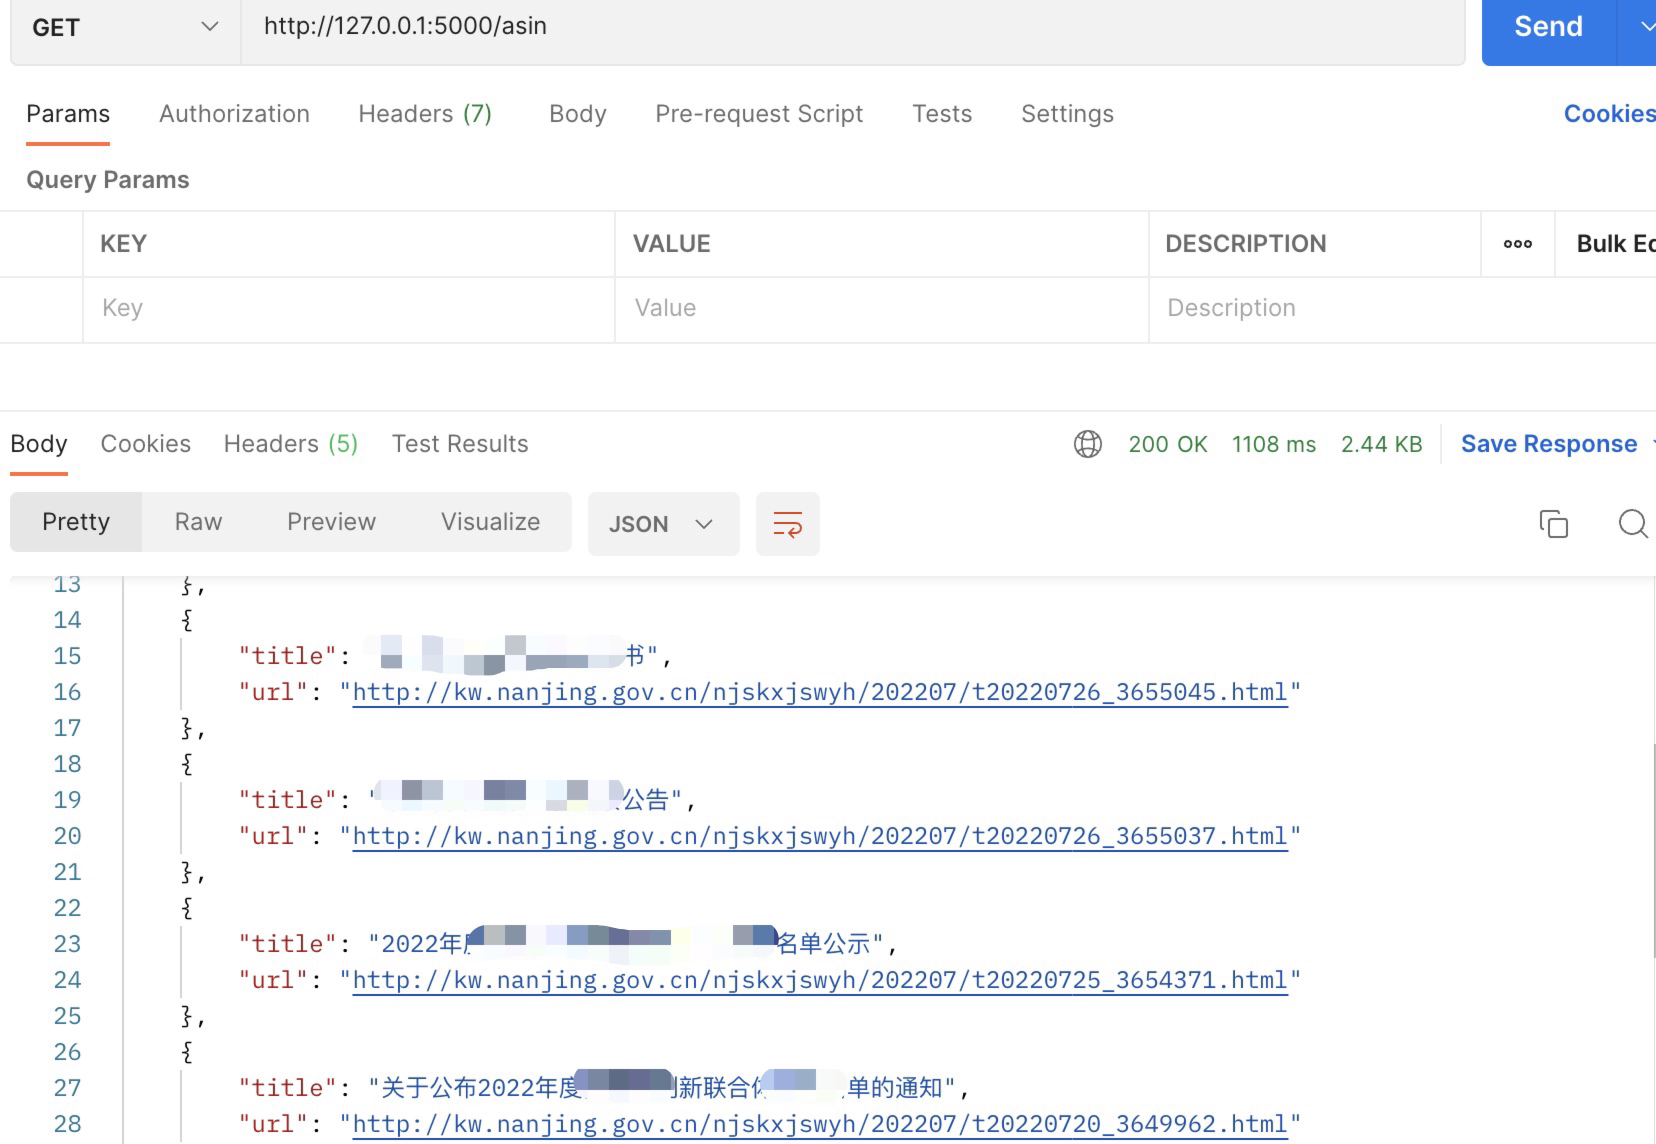 GET http://127.0.0.1:5000/asin Send
Params Authorization Headers (7) Body Pre-request Script Tests Settings Cookies
Query Params
KEY VALUE DESCRIPTION ooo Bulk
Key Value Description
Body Cookies Headers (5) Test Results 200 OK 1108 ms 2.44 KB Save Response
Pretty Raw Preview Visualize JSON
13 },
14 {
15 "title": 书",
16 "url": "http://kw.nanjing.gov.cn/njskxjswyh/202207/t20220726_3655045.html"
17 },
18 {
19 "title": "公告",
20 "url": "http://kw.nanjing.gov.cn/njskxjswyh/202207/t20220726_3655037.html"
21 },
22 {
23 "title": "2022年名单公示",
24 "url": "http://kw.nanjing.gov.cn/njskxjswyh/202207/t20220725_3654371.html"
25 },
26 {
27 "title": "关于公布2022年度新联合单的通知",
28 "url": "http://kw.nanjing.gov.cn/njskxjswyh/202207/t20220720_3649962.html"